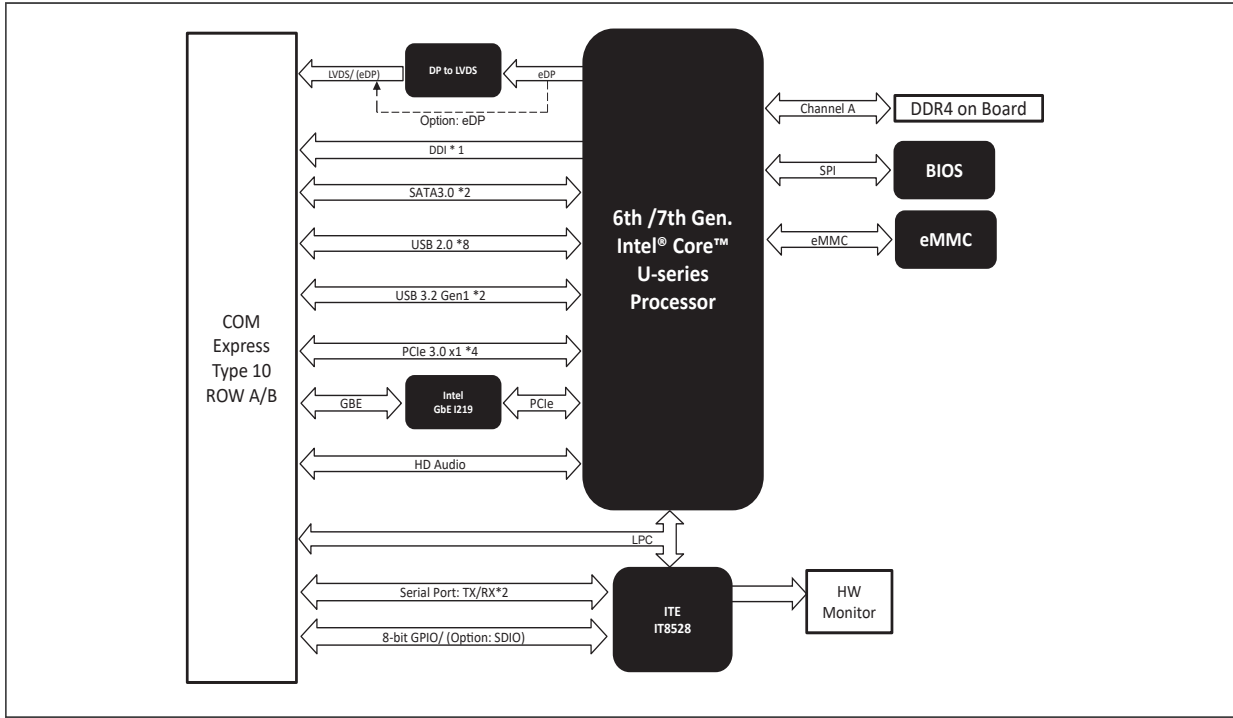 COM
Express
Type 10
ROW A/B
LVDS/ (eDP)
DP to LVDS
eDP
Option: eDP
DDI * 1
SATA3.0 *2
USB 2.0 *8
USB 3.2 Gen1 *2
PCIe 3.0 x1 *4
GBE
Intel
GbE I219
PCIe
HD Audio
LPC
Serial Port: TX/RX*2
8-bit GPIO/ (Option: SDIO)
6th /7th Gen.
Intel® Core™
U-series
Processor
ITE
IT8528
Channel A
DDR4 on Board
SPI
BIOS
eMMC
eMMC
HW
Monitor